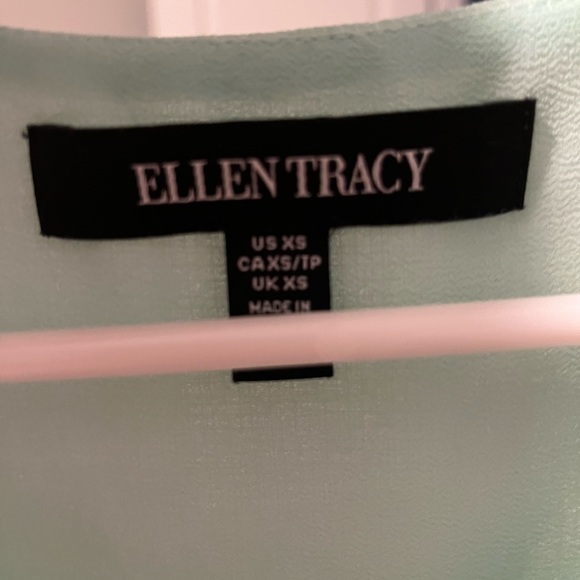 ELLEN TRACY
US XS
CA XS/TP
UK XS
MADE IN